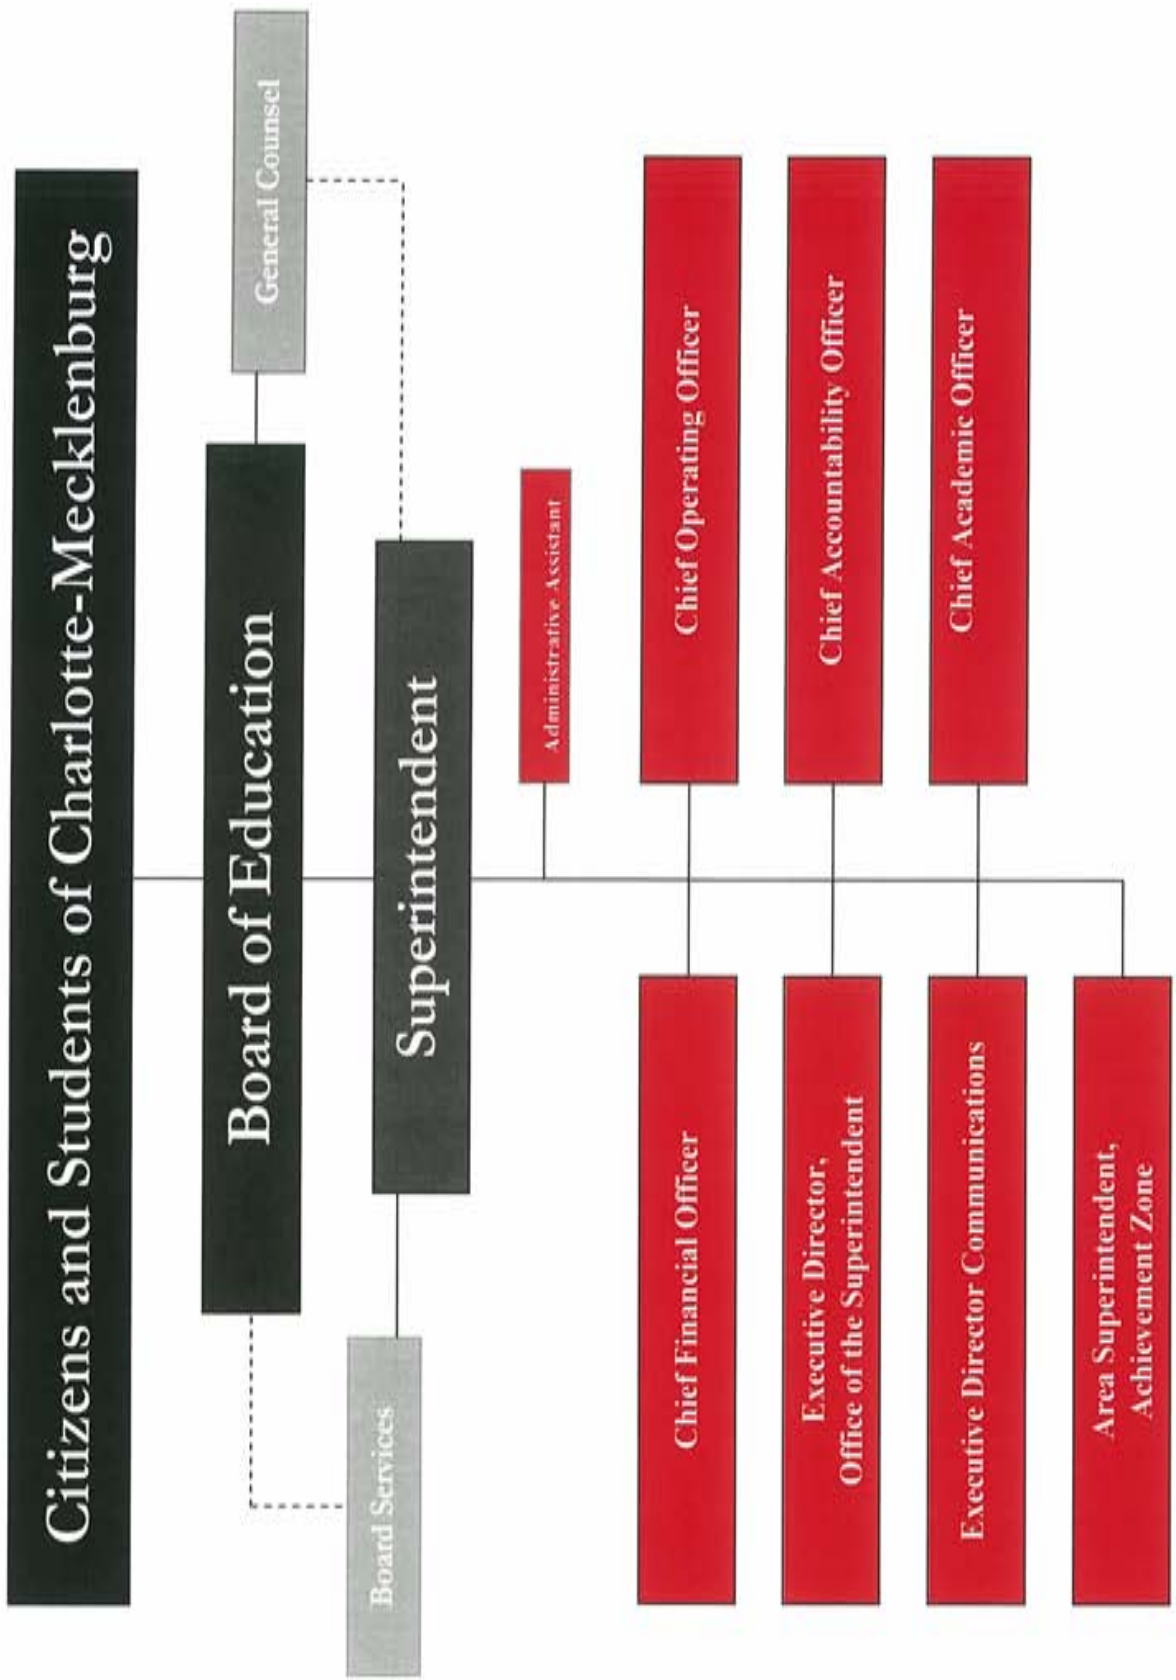 Citizens and Students of Charlotte-Mecklenburg
Board of Education
General Counsel
Superintendent
Board Services
Administrative Assistant
Chief Financial Officer
Chief Operating Officer
Executive Director,
Office of the Superintendent
Chief Accountability Officer
Executive Director Communications
Chief Academic Officer
Area Superintendent,
Achievement Zone